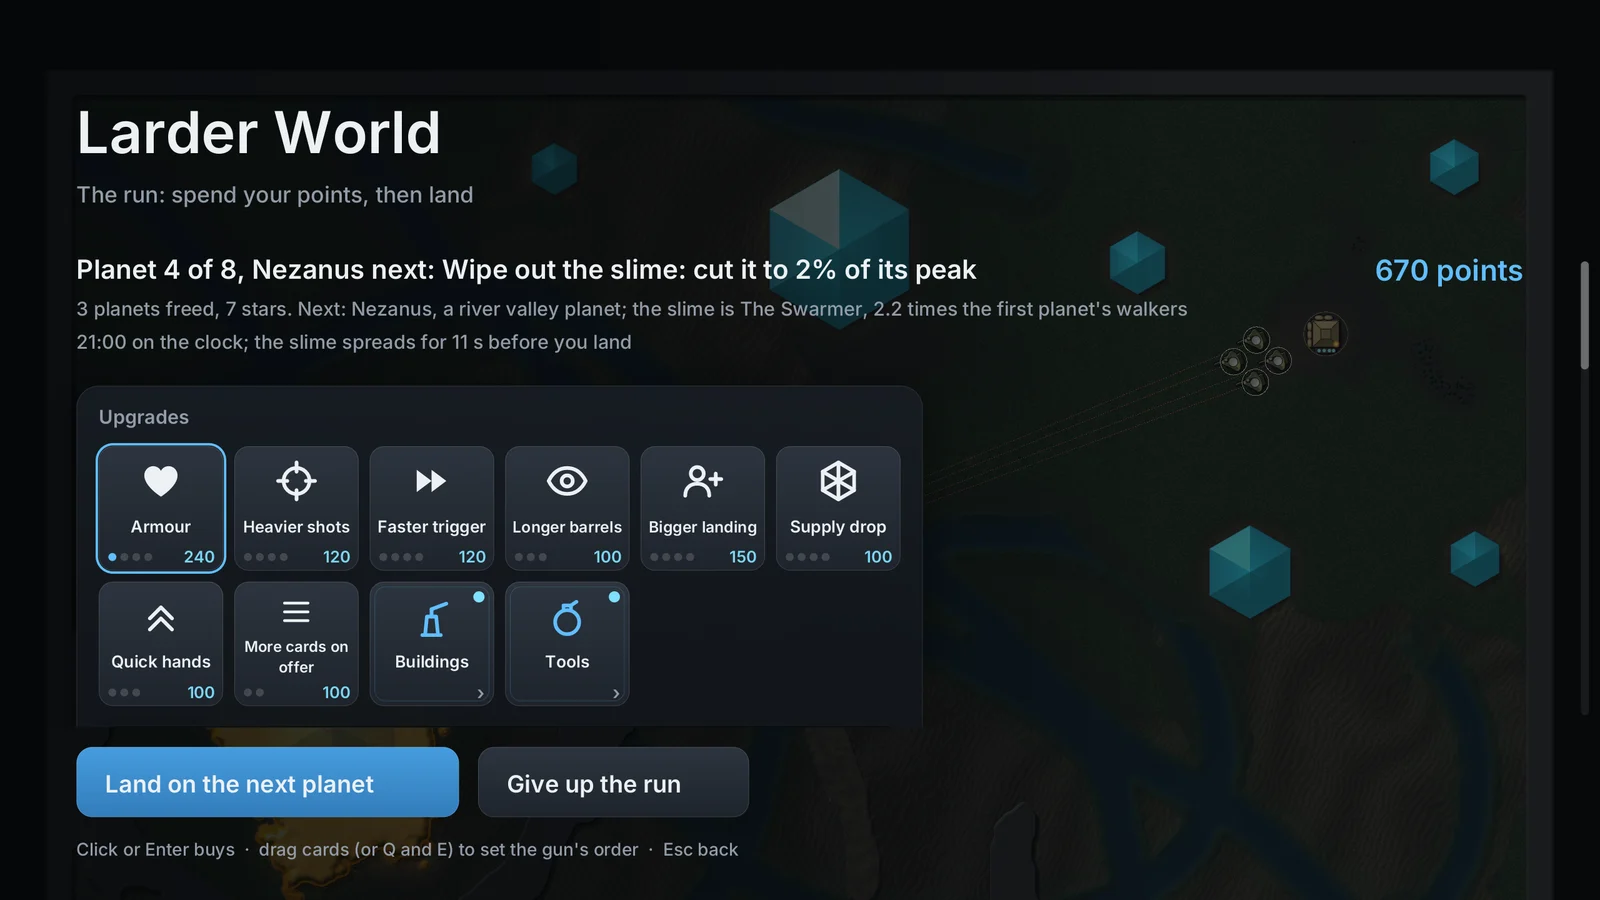 Larder World
The run: spend your points, then land
Planet 4 of 8, Nezanus next: Wipe out the slime: cut it to 2% of its peak
670 points
3 planets freed, 7 stars. Next: Nezanus, a river valley planet; the slime is The Swarmer, 2.2 times the first planet's walkers
21:00 on the clock; the slime spreads for 11 s before you land
Upgrades
Armour
240
Heavier shots
120
Faster trigger
120
Longer barrels
100
Bigger landing
150
Supply drop
100
Quick hands
100
More cards on
offer
100
Buildings
Tools
Land on the next planet
Give up the run
Click or Enter buys · drag cards (or Q and E) to set the gun's order · Esc back